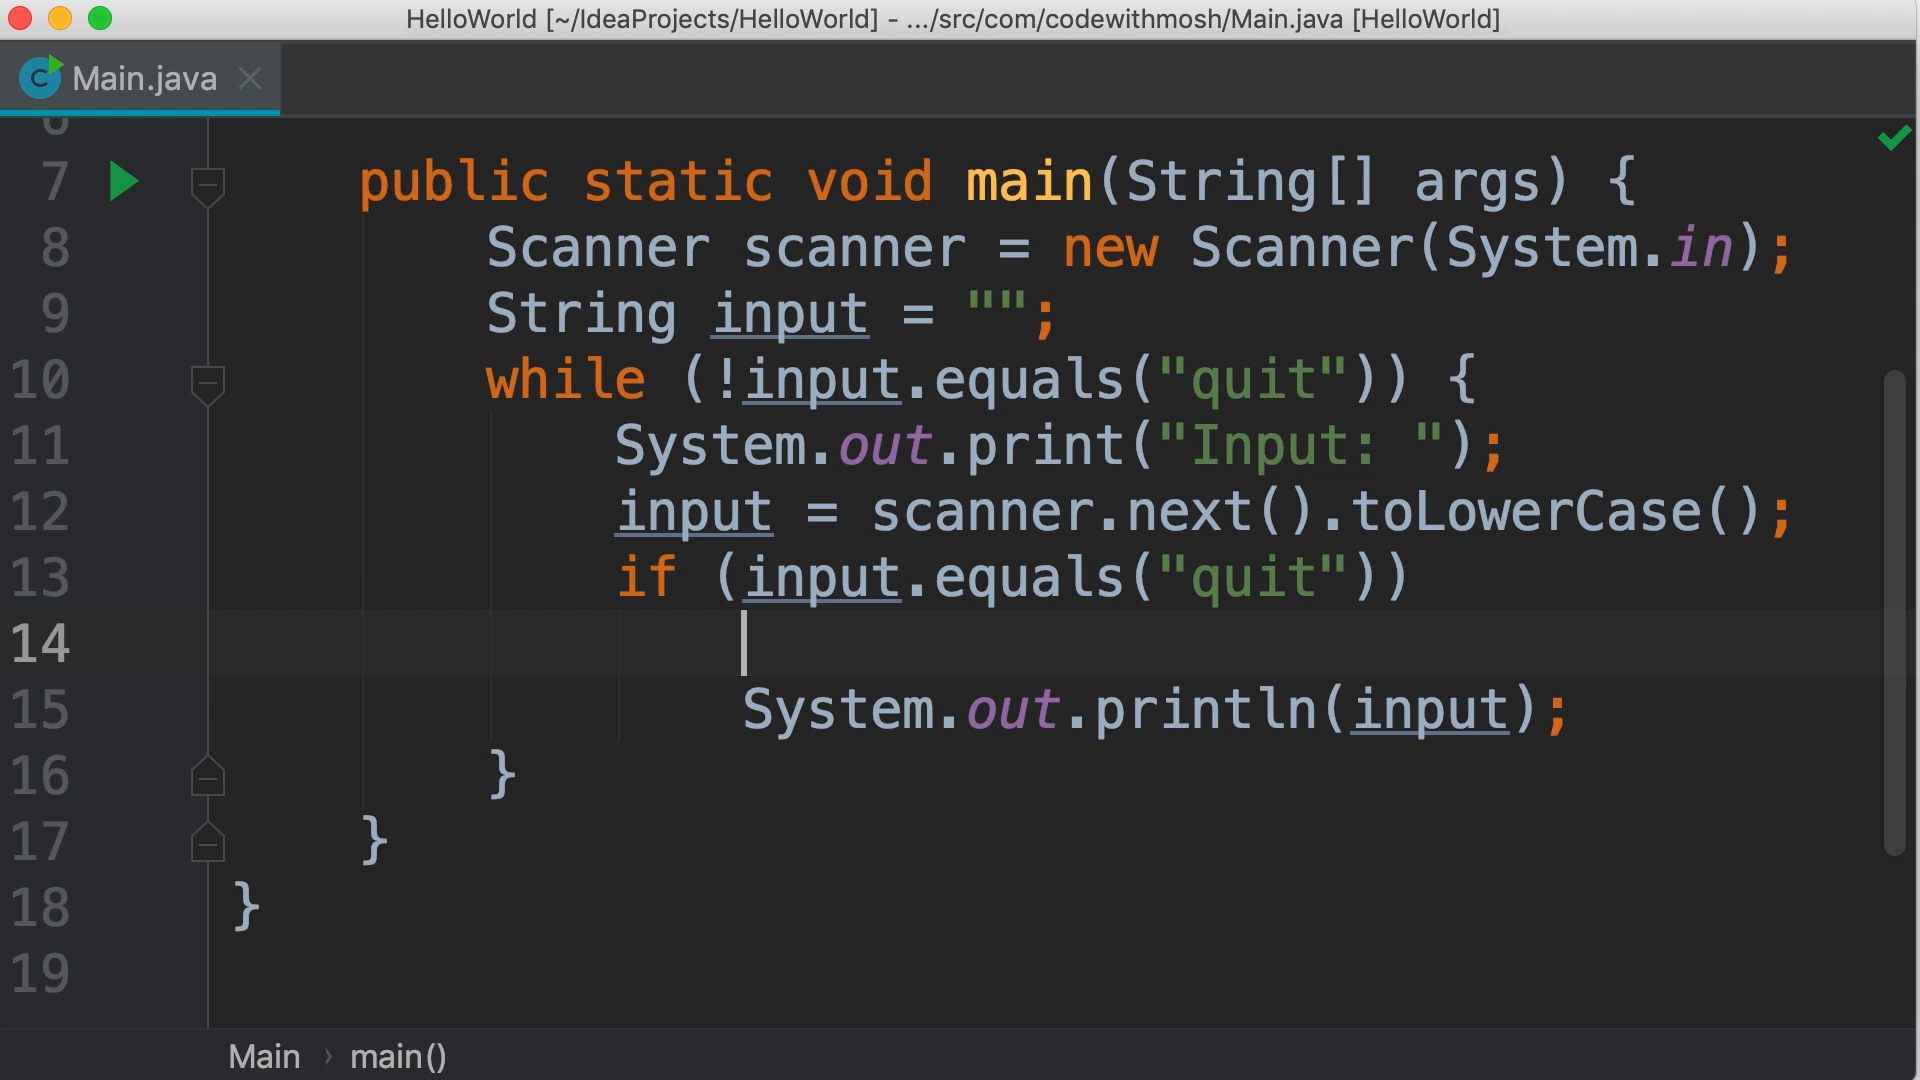 HelloWorld [~/IdeaProjects/HelloWorld] - .../src/com/codewithmosh/Main.java [HelloWorld]
C Main.java
7 public static void main(String[] args) {
8 Scanner scanner = new Scanner(System.in);
9 String input = "";
10 while (!input.equals("quit")) {
11 System.out.print("Input: ");
12 input = scanner.next().toLowerCase();
13 if (input.equals("quit"))
14
15 System.out.println(input);
16 }
17 }
18 }
19
Main › main()